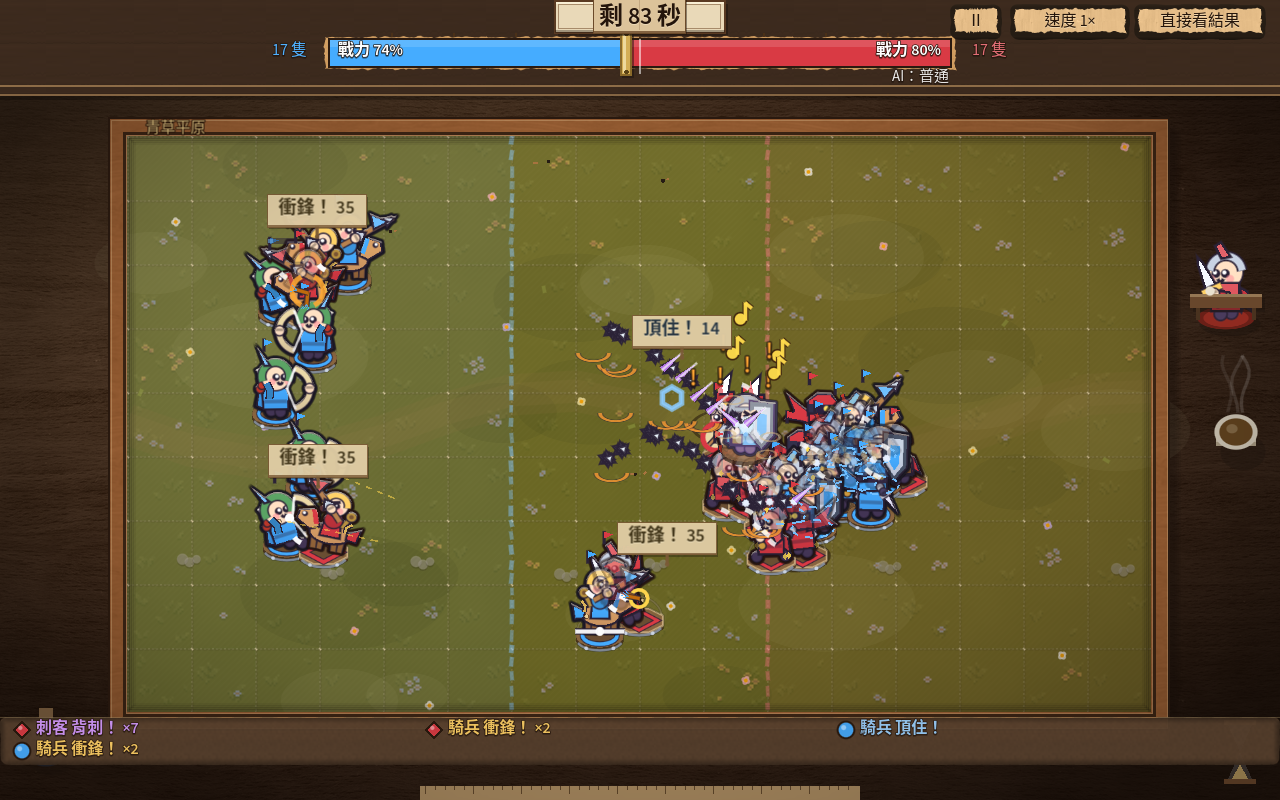 剩 83 秒
II
速度 1×
直接看結果
17 隻
戰力 74%
戰力 80%
17 隻
AI：普通
青草平原
衝鋒！ 35
頂住！ 14
衝鋒！ 35
衝鋒！ 35
刺客 背刺！ ×7
騎兵 衝鋒！ ×2
騎兵 頂住！
騎兵 衝鋒！ ×2